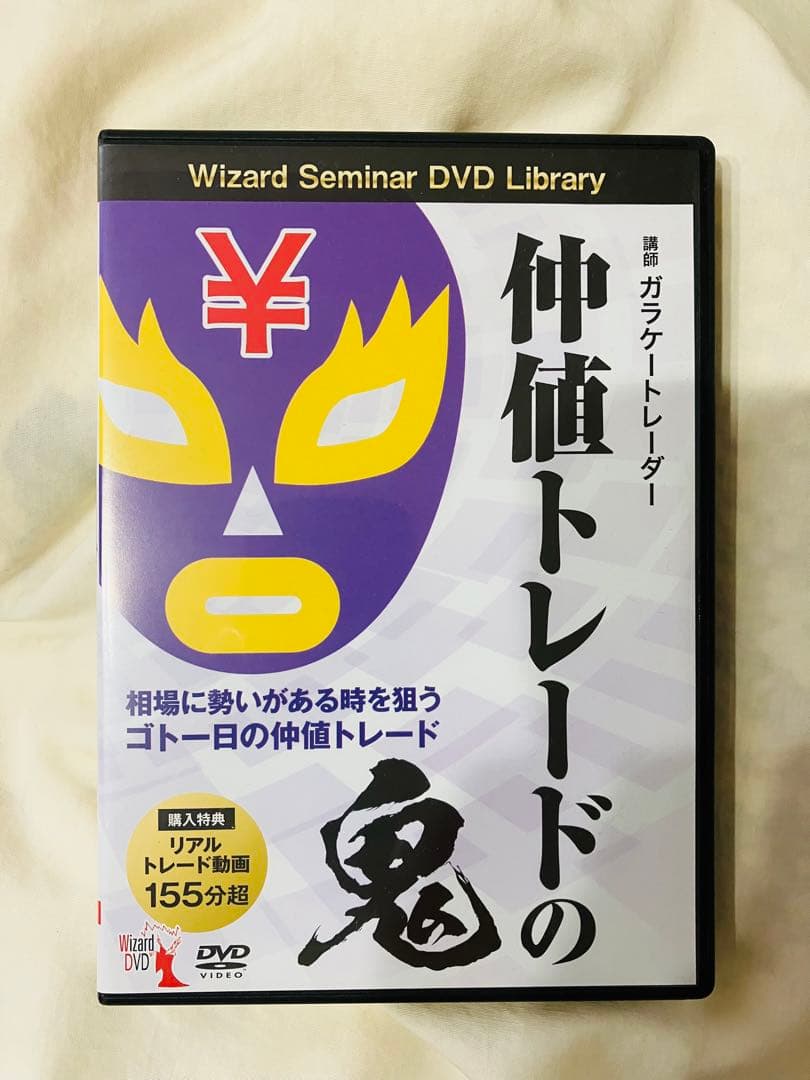 Wizard Seminar DVD Library
講師 ガラケートレーダー
仲値トレードの
鬼
¥
相場に勢いがある時を狙う
ゴトー日の仲値トレード
購入特典
リアル
トレード動画
155分超
Wizard
DVD
DVD
VIDEO